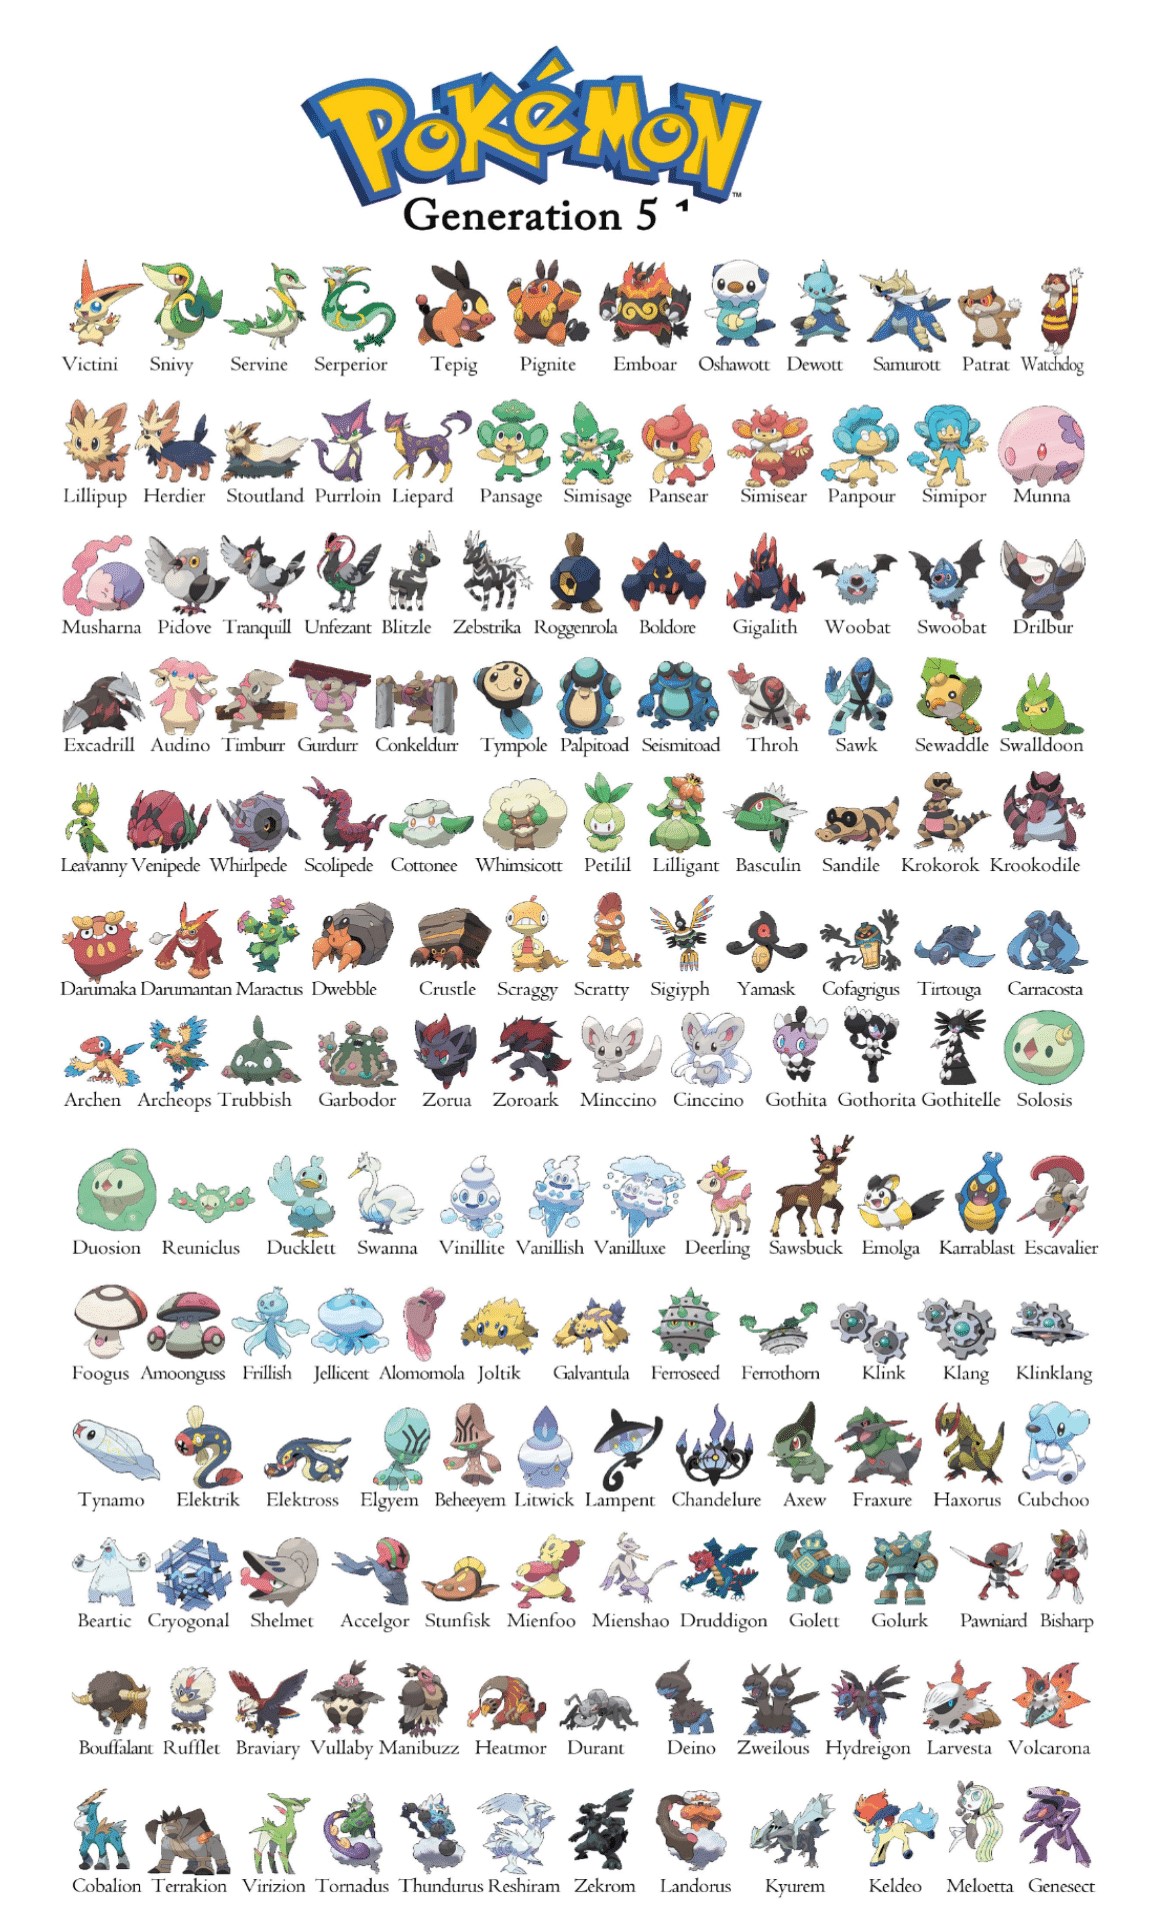 POKéMON
TM
Generation 5 1
Victini Snivy Servine Serperior Tepig Pignite Emboar Oshawott Dewott Samurott Patrat Watchdog
Lillipup Herdier Stoutland Purrloin Liepard Pansage Simisage Pansear Simisear Panpour Simipor Munna
Musharna Pidove Tranquill Unfezant Blitzle Zebstrika Roggenrola Boldore Gigalith Woobat Swoobat Drilbur
Excadrill Audino Timburr Gurdurr Conkeldurr Tympole Palpitoad Seismitoad Throh Sawk Sewaddle Swalldoon
Leavanny Venipede Whirlpede Scolipede Cottonee Whimsicott Petilil Lilligant Basculin Sandile Krokorok Krookodile
Darumaka Darumantan Maractus Dwebble Crustle Scraggy Scratty Sigiyph Yamask Cofagrigus Tirtouga Carracosta
Archen Archeops Trubbish Garbodor Zorua Zoroark Minccino Cinccino Gothita Gothorita Gothitelle Solosis
Duosion Reuniclus Ducklett Swanna Vinillite Vanillish Vanilluxe Deerling Sawsbuck Emolga Karrablast Escavalier
Foogus Amoonguss Frillish Jellicent Alomomola Joltik Galvantula Ferroseed Ferrothorn Klink Klang Klinklang
Tynamo Elektrik Elektross Elgyem Beheeyem Litwick Lampent Chandelure Axew Fraxure Haxorus Cubchoo
Beartic Cryogonal Shelmet Accelgor Stunfisk Mienfoo Mienshao Druddigon Golett Golurk Pawniard Bisharp
Bouffalant Rufflet Braviary Vullaby Manibuzz Heatmor Durant Deino Zweilous Hydreigon Larvesta Volcarona
Cobalion Terrakion Virizion Tornadus Thundurus Reshiram Zekrom Landorus Kyurem Keldeo Meloetta Genesect